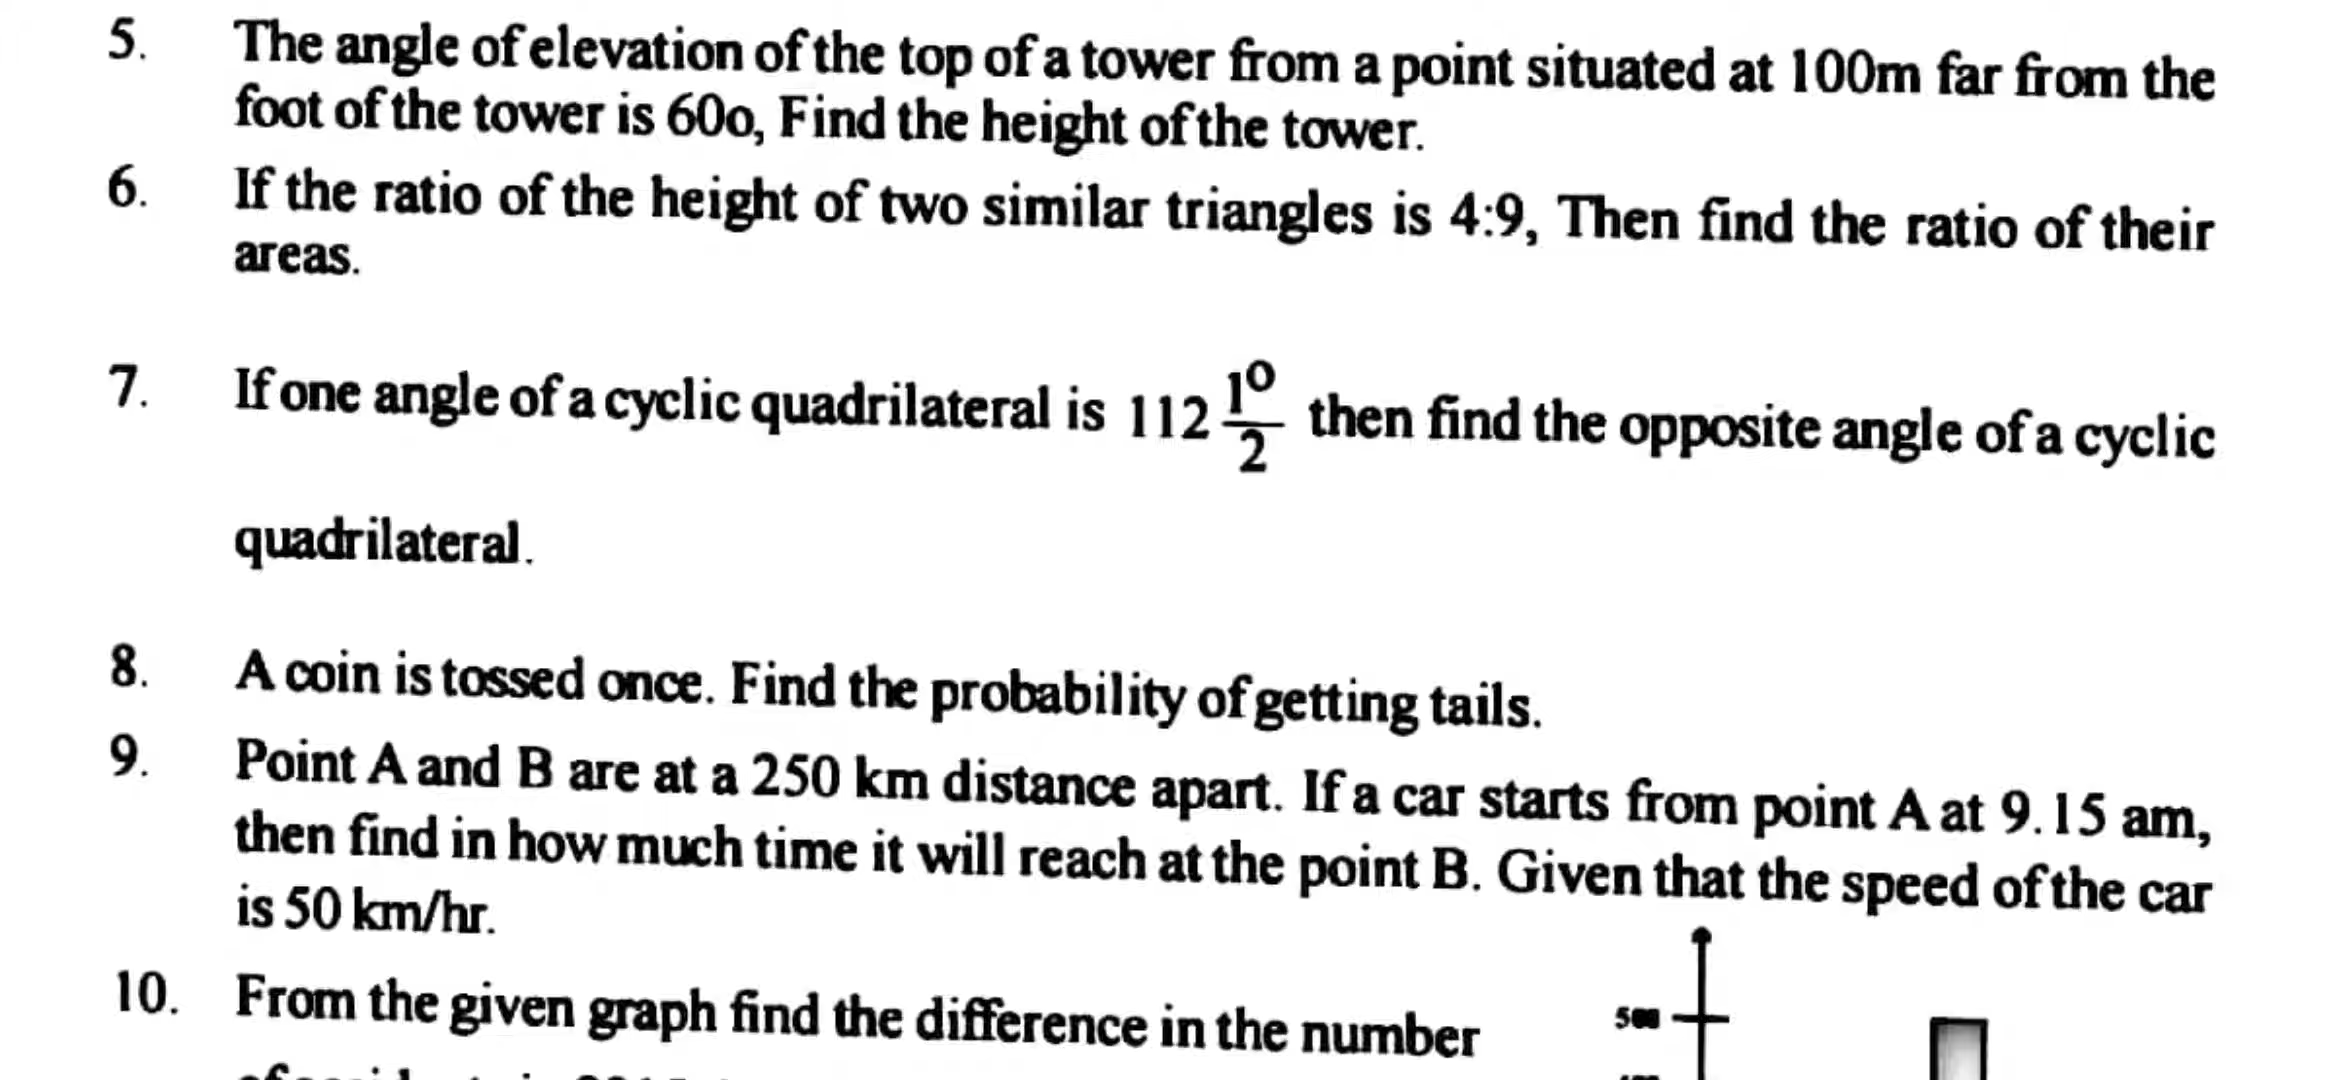 5. The angle of elevation of the top of a tower from a point situated at 100m far from the
foot of the tower is 60o, Find the height of the tower.
6. If the ratio of the height of two similar triangles is 4:9, Then find the ratio of their
areas.
7. If one angle of a cyclic quadrilateral is 112 1/2° then find the opposite angle of a cyclic
quadrilateral.
8. A coin is tossed once. Find the probability of getting tails.
9. Point A and B are at a 250 km distance apart. If a car starts from point A at 9.15 am,
then find in how much time it will reach at the point B. Given that the speed of the car
is 50 km/hr.
10. From the given graph find the difference in the number
500